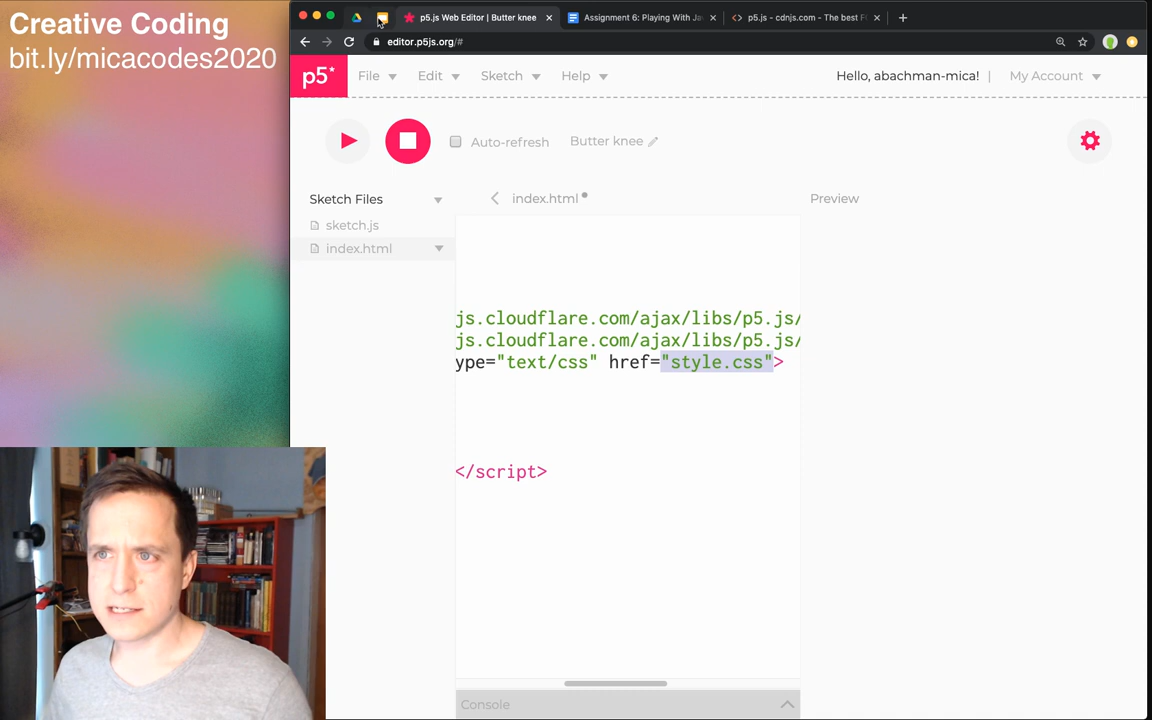 Creative Coding
bit.ly/micacodes2020
p5.js Web Editor | Butter knee
Assignment 6: Playing With Ja
p5.js - cdnjs.com - The best F
editor.p5js.org/#
p5*
File
Edit
Sketch
Help
Hello, abachman-mica!
|
My Account
Auto-refresh
Butter knee
Sketch Files
index.html
Preview
sketch.js
index.html
js.cloudflare.com/ajax/libs/p5.js/
js.cloudflare.com/ajax/libs/p5.js/
ype="text/css" href="style.css">
</script>
Console